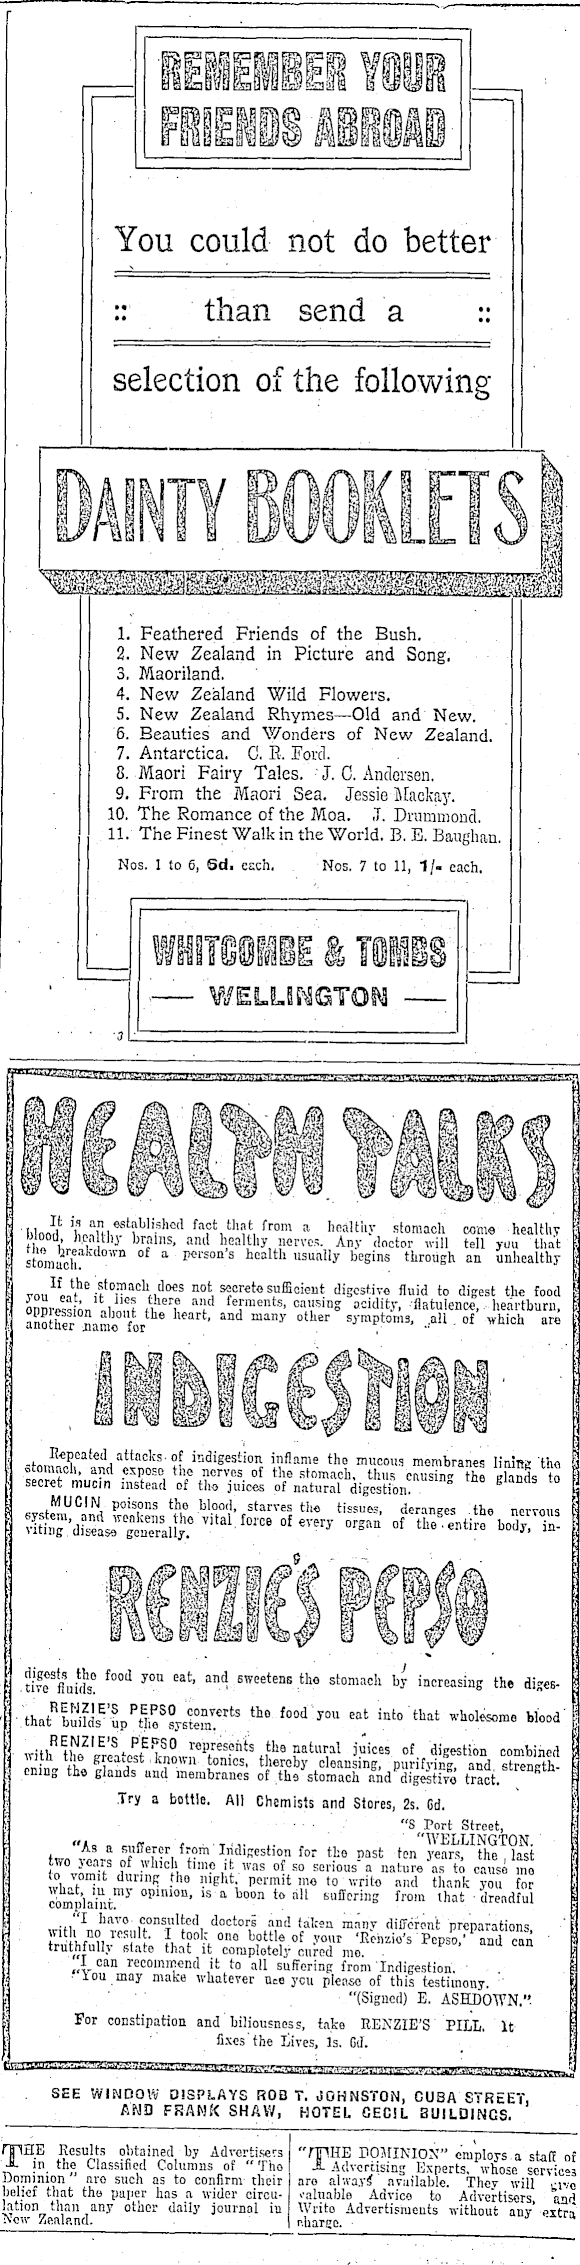 REMEMBER YOUR
FRIENDS ABROAD
You could not do better
:: than send a ::
selection of the following
DAINTY BOOKLETS
1. Feathered Friends of the Bush.
2. New Zealand in Picture and Song.
3. Maoriland.
4. New Zealand Wild Flowers.
5. New Zealand Rhymes—Old and New.
6. Beauties and Wonders of New Zealand.
7. Antarctica. C. R. Ford.
8. Maori Fairy Tales. J. C. Andersen.
9. From the Maori Sea. Jessie Mackay.
10. The Romance of the Moa. J. Drummond.
11. The Finest Walk in the World. B. E. Baughan.
Nos. 1 to 6, 6d. each. Nos. 7 to 11, 1/- each.
WHITCOMBE & TOMBS
— WELLINGTON —
3
HEALTH TALKS
It is an established fact that from a healthy stomach come healthy
blood, healthy brains, and healthy nerves. Any doctor will tell you that
the breakdown of a person's health usually begins through an unhealthy
stomach.
If the stomach does not secrete sufficient digestive fluid to digest the food
you eat, it lies there and ferments, causing acidity, flatulence, heartburn,
oppression about the heart, and many other symptoms, all of which are
another name for
INDIGESTION
Repeated attacks of indigestion inflame the mucous membranes lining the
stomach, and expose the nerves of the stomach, thus causing the glands to
secret mucin instead of the juices of natural digestion.
MUCIN poisons the blood, starves the tissues, deranges the nervous
system, and weakens the vital force of every organ of the entire body, in-
viting disease generally.
RENZIE'S PEPSO
digests the food you eat, and sweetens the stomach by increasing the diges-
tive fluids.
RENZIE'S PEPSO converts the food you eat into that wholesome blood
that builds up the system.
RENZIE'S PEPSO represents the natural juices of digestion combined
with the greatest known tonics, thereby cleansing, purifying, and strength-
ening the glands and membranes of the stomach and digestive tract.
Try a bottle. All Chemists and Stores, 2s. 6d.
"8 Port Street,
"WELLINGTON.
"As a sufferer from Indigestion for the past ten years, the last
two years of which time it was of so serious a nature as to cause me
to vomit during the night, permit me to write and thank you for
what, in my opinion, is a boon to all suffering from that dreadful
complaint.
"I have consulted doctors and taken many different preparations,
with no result. I took one bottle of your 'Renzie's Pepso,' and can
truthfully state that it completely cured me.
"I can recommend it to all suffering from Indigestion.
"You may make whatever use you please of this testimony.
"(Signed) E. ASHDOWN."
For constipation and biliousness, take RENZIE'S PILL. It
fixes the Lives, 1s. 6d.
SEE WINDOW DISPLAYS ROB T. JOHNSTON, CUBA STREET,
AND FRANK SHAW, HOTEL CECIL BUILDINGS.
THE Results obtained by Advertisers
in the Classified Columns of "The
Dominion" are such as to confirm their
belief that the paper has a wider circu-
lation than any other daily journal in
New Zealand.
"THE DOMINION" employs a staff of
Advertising Experts, whose services
are always available. They will give
valuable Advice to Advertisers, and
Write Advertisments without any extra
charge.